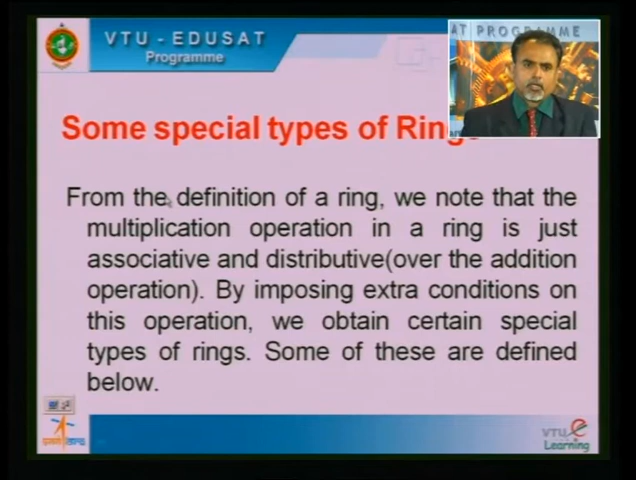 VTU - EDUSAT
Programme
AT PROGRAMME
Some special types of Ring
From the definition of a ring, we note that the
multiplication operation in a ring is just
associative and distributive(over the addition
operation). By imposing extra conditions on
this operation, we obtain certain special
types of rings. Some of these are defined
below.
VTU e
Learning